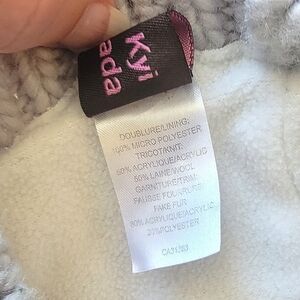 Kyi
ada
DOUBLURE/LINING:
100% MICRO POLYESTER
TRICOT/KNIT:
50% ACRYLIQUE/ACRYLIC
50% LAINE/WOOL
GARNITURE/TRIM:
FAUSSE FOURRURE
FAKE FUR
80% ACRYLIQUE/ACRYLIC
20% POLYESTER